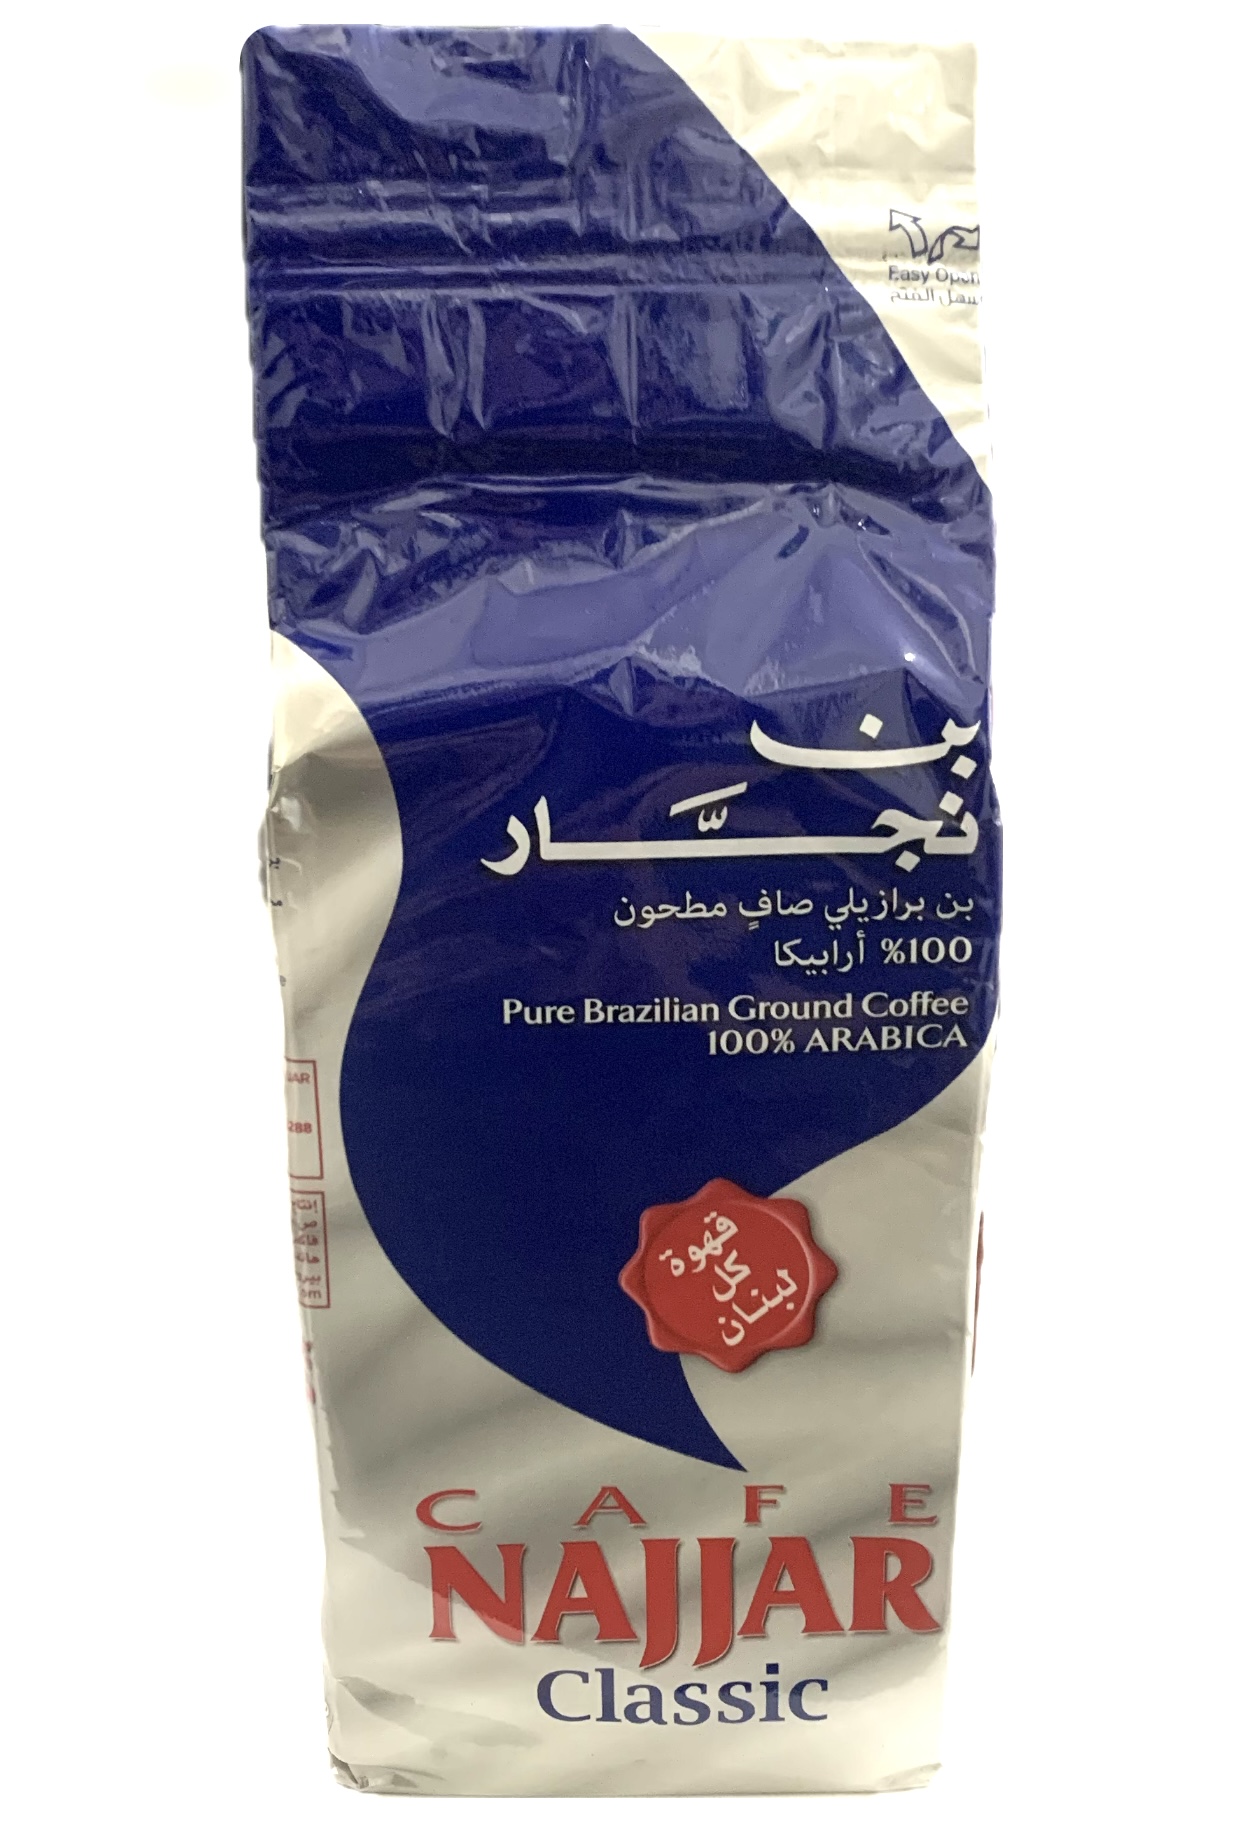 Easy Open
سهل الفتح
بن
نجَّار
بن برازيلي صافٍ مطحون
100% أرابيكا
Pure Brazilian Ground Coffee
100% ARABICA
قهوة
كل
لبنان
CAFE
NAJJAR
Classic